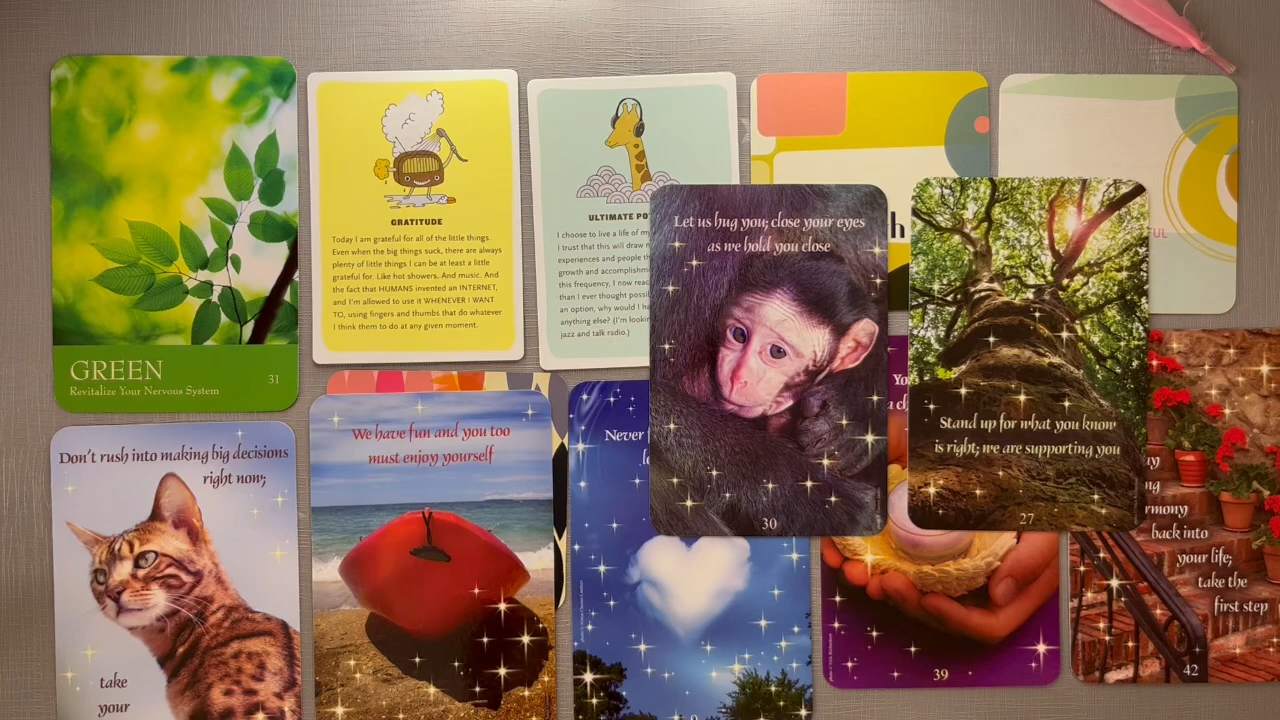 GREEN
Revitalize Your Nervous System
31
GRATITUDE
Today I am grateful for all of the little things.
Even when the big things suck, there are always
plenty of little things I can be at least a little
grateful for. Like hot showers. And music. And
the fact that HUMANS invented an INTERNET,
and I'm allowed to use it WHENEVER I WANT
TO, using fingers and thumbs that do whatever
I think them to do at any given moment.
ULTIMATE
I choose to live a life of
I trust that this will draw
experiences and people
growth and accomplishm
this frequency, I now
than I ever thought
an option, why would I
anything else? (I'm
jazz and talk radio.)
h
Let us hug you; close your eyes
as we hold you close
30
Stand up for what you know
is right; we are supporting you
27
Don't rush into making big decisions
right now;
take
your
We have fun and you too
must enjoy yourself
Never
39
back into
your life;
take the
first step
42